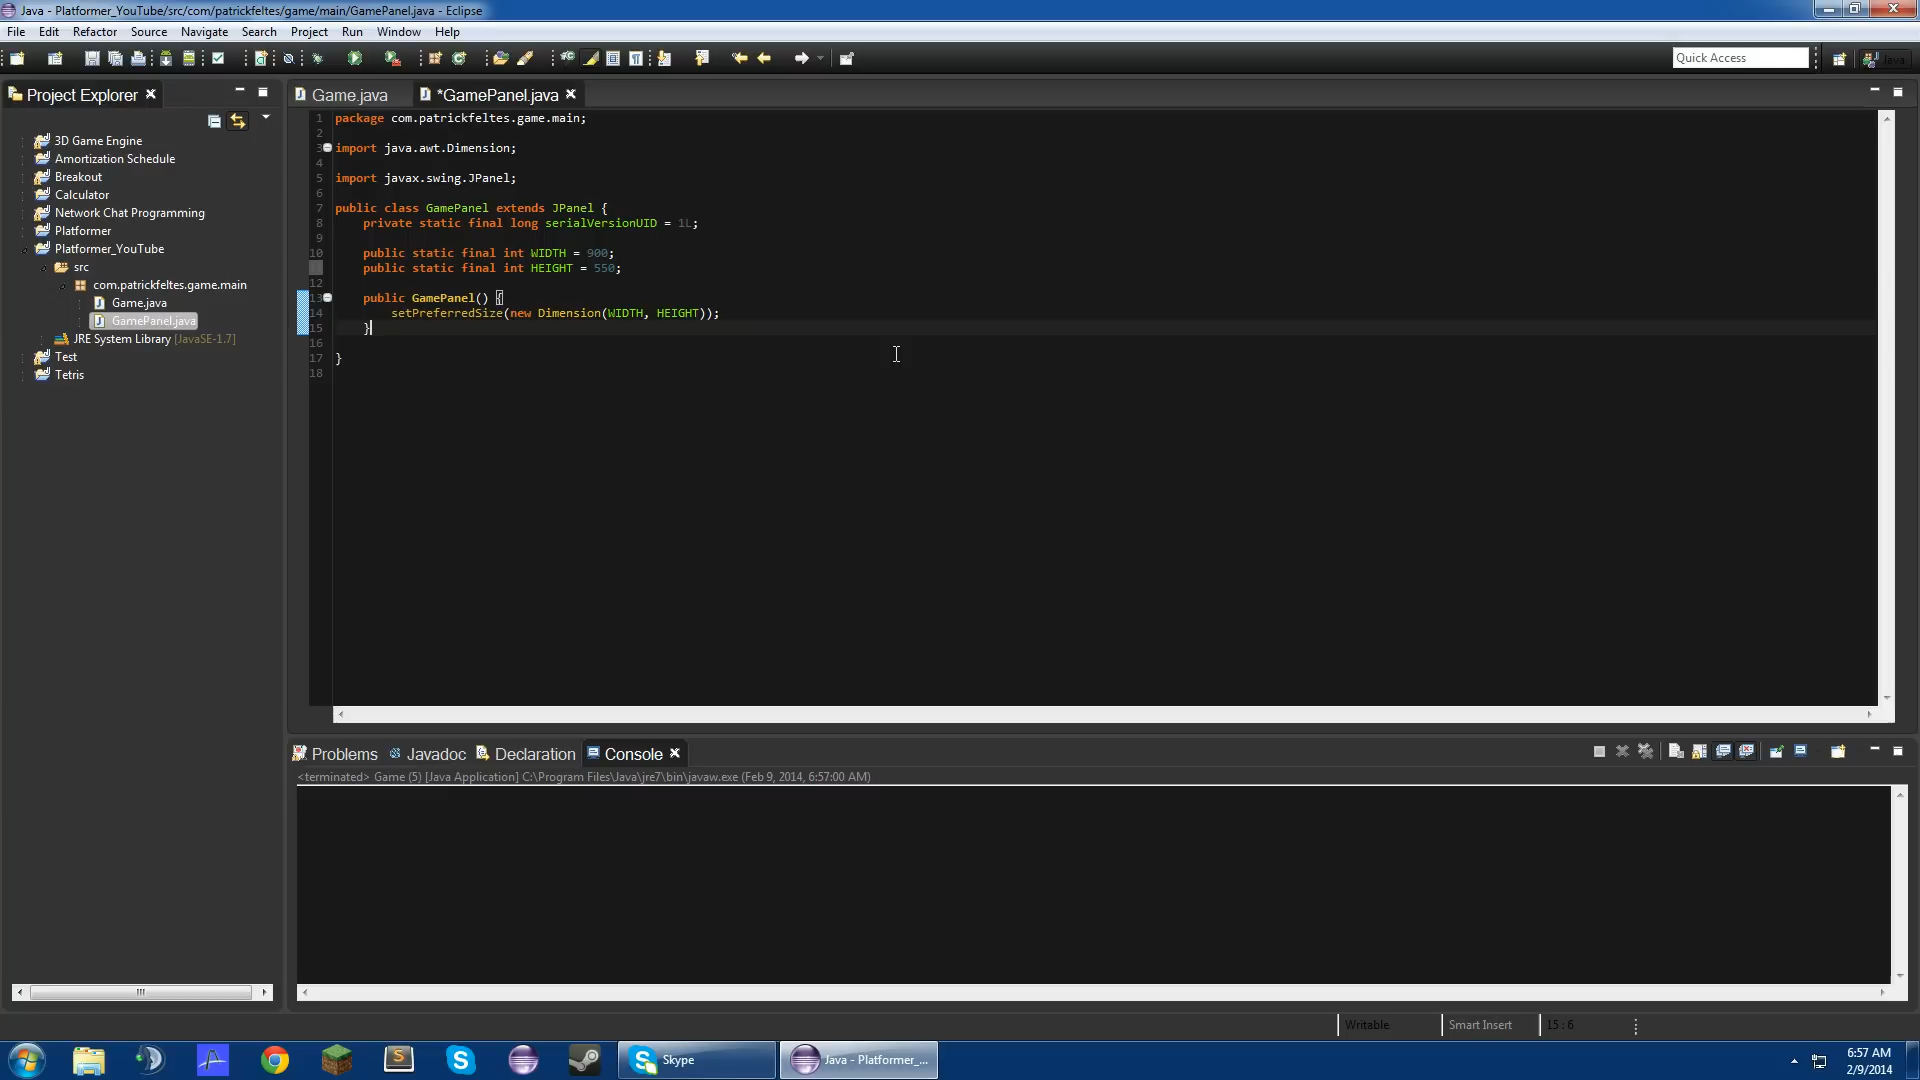 Java - Platformer_YouTube/src/com/patrickfeltes/game/main/GamePanel.java - Eclipse
File Edit Refactor Source Navigate Search Project Run Window Help
Quick Access
Java
Project Explorer
3D Game Engine
Amortization Schedule
Breakout
Calculator
Network Chat Programming
Platformer
Platformer_YouTube
src
com.patrickfeltes.game.main
Game.java
GamePanel.java
JRE System Library [JavaSE-1.7]
Test
Tetris
Game.java *GamePanel.java
1 package com.patrickfeltes.game.main;
2
3 import java.awt.Dimension;
4
5 import javax.swing.JPanel;
6
7 public class GamePanel extends JPanel {
8 private static final long serialVersionUID = 1L;
9
10 public static final int WIDTH = 900;
11 public static final int HEIGHT = 550;
12
13 public GamePanel() {
14 setPreferredSize(new Dimension(WIDTH, HEIGHT));
15 }
16
17 }
18
Problems Javadoc Declaration Console
<terminated> Game (5) [Java Application] C:\Program Files\Java\jre7\bin\javaw.exe (Feb 9, 2014, 6:57:00 AM)
Writable Smart Insert 15 : 6
Skype
Java - Platformer_...
6:57 AM
2/9/2014